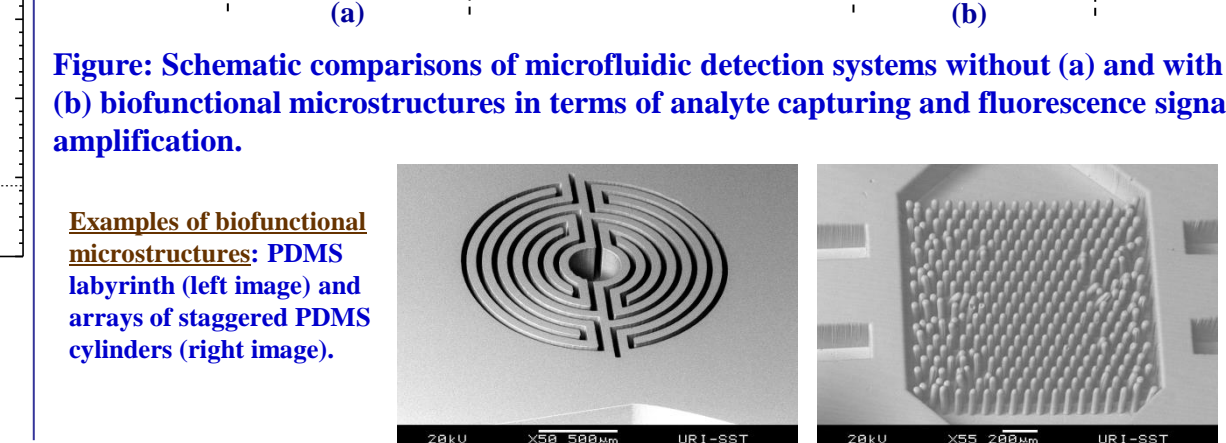 (a)
(b)
Figure: Schematic comparisons of microfluidic detection systems without (a) and with
(b) biofunctional microstructures in terms of analyte capturing and fluorescence signa
amplification.
Examples of biofunctional
microstructures: PDMS
labyrinth (left image) and
arrays of staggered PDMS
cylinders (right image).
20kU X50 500µm URI-SST
20kU X55 200µm URI-SST